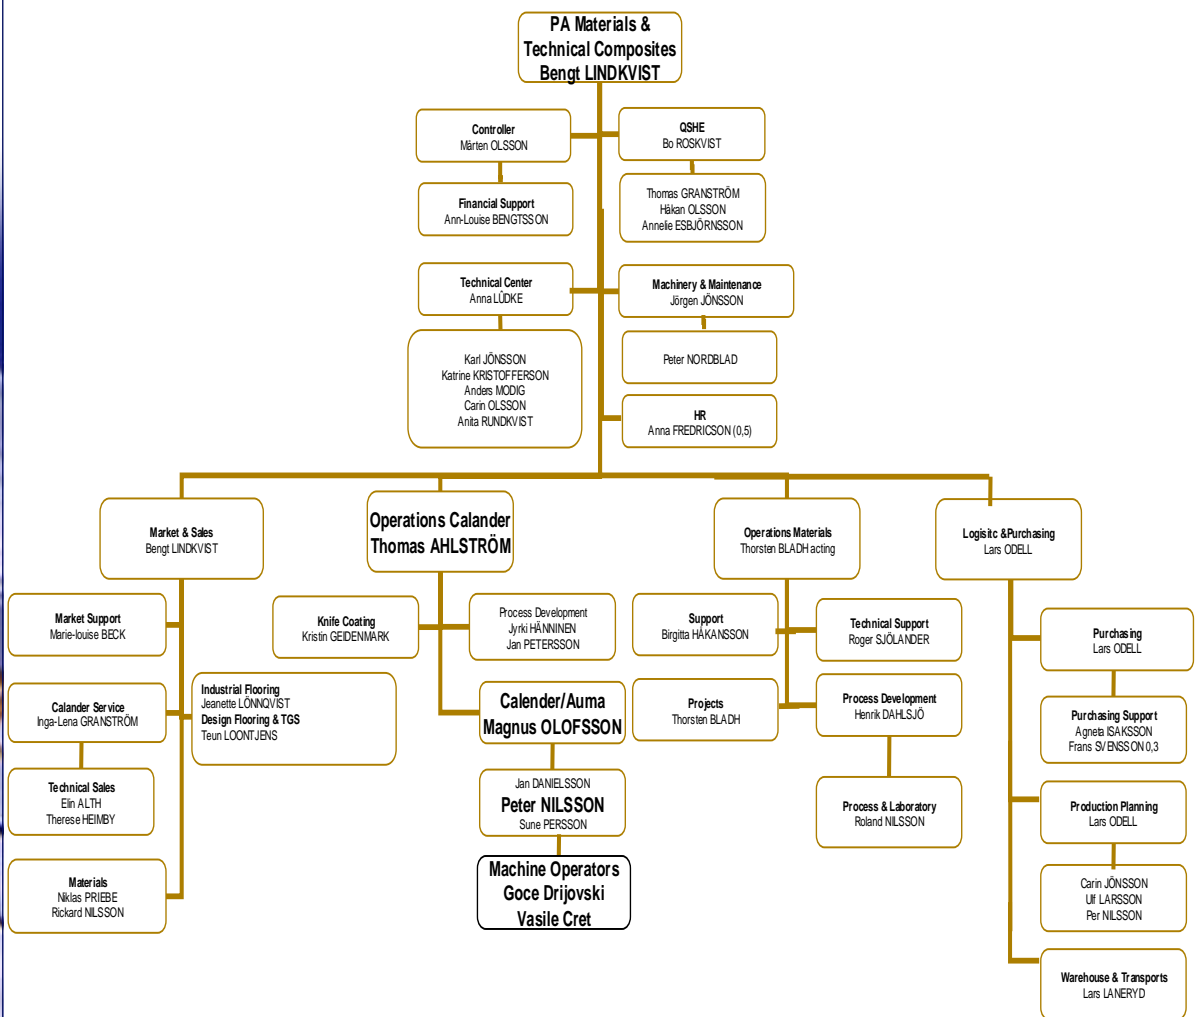 PA Materials &
Technical Composites
Bengt LINDKVIST
Controller
Mårten OLSSON
QSHE
Bo ROSKVIST
Financial Support
Ann-Louise BENGTSSON
Thomas GRANSTRÖM
Håkan OLSSON
Annelie ESBJÖRNSSON
Technical Center
Anna LÛDKE
Machinery & Maintenance
Jörgen JÖNSSON
Karl JÖNSSON
Katrine KRISTOFFERSON
Anders MODIG
Carin OLSSON
Anita RUNDKVIST
Peter NORDBLAD
HR
Anna FREDRICSON (0,5)
Market & Sales
Bengt LINDKVIST
Operations Calander
Thomas AHLSTRÖM
Operations Materials
Thorsten BLADH acting
Logisitc &Purchasing
Lars ODELL
Market Support
Marie-louise BECK
Knife Coating
Kristin GEIDENMARK
Process Development
Jyrki HÄNNINEN
Jan PETERSSON
Support
Birgitta HÅKANSSON
Technical Support
Roger SJÖLANDER
Purchasing
Lars ODELL
Calander Service
Inga-Lena GRANSTRÖM
Industrial Flooring
Jeanette LÖNNQVIST
Design Flooring & TGS
Teun LOONTJENS
Calender/Auma
Magnus OLOFSSON
Projects
Thorsten BLADH
Process Development
Henrik DAHLSJÖ
Purchasing Support
Agneta ISAKSSON
Frans SVENSSON 0,3
Technical Sales
Elin ALTH
Therese HEIMBY
Jan DANIELSSON
Peter NILSSON
Sune PERSSON
Process & Laboratory
Roland NILSSON
Production Planning
Lars ODELL
Materials
Niklas PRIEBE
Rickard NILSSON
Machine Operators
Goce Drijovski
Vasile Cret
Carin JÖNSSON
Ulf LARSSON
Per NILSSON
Warehouse & Transports
Lars LANERYD